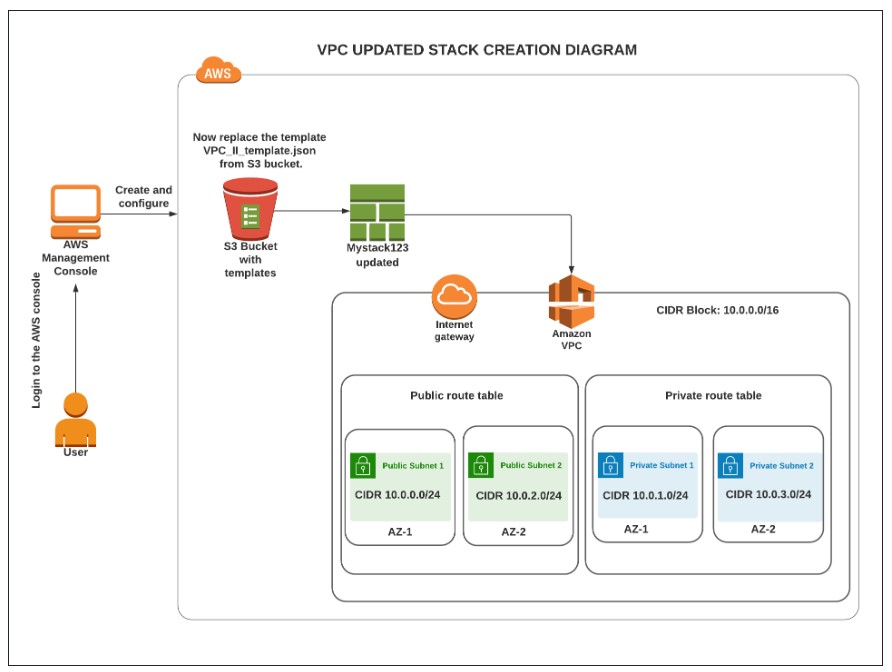 VPC UPDATED STACK CREATION DIAGRAM
AWS
Now replace the template
VPC_II_template.json
from S3 bucket.
Create and
configure
AWS
Management
Console
S3 Bucket
with
templates
Mystack123
updated
Login to the AWS console
User
Internet
gateway
Amazon
VPC
CIDR Block: 10.0.0.0/16
Public route table
Private route table
Public Subnet 1
CIDR 10.0.0.0/24
AZ-1
Public Subnet 2
CIDR 10.0.2.0/24
AZ-2
Private Subnet 1
CIDR 10.0.1.0/24
AZ-1
Private Subnet 2
CIDR 10.0.3.0/24
AZ-2